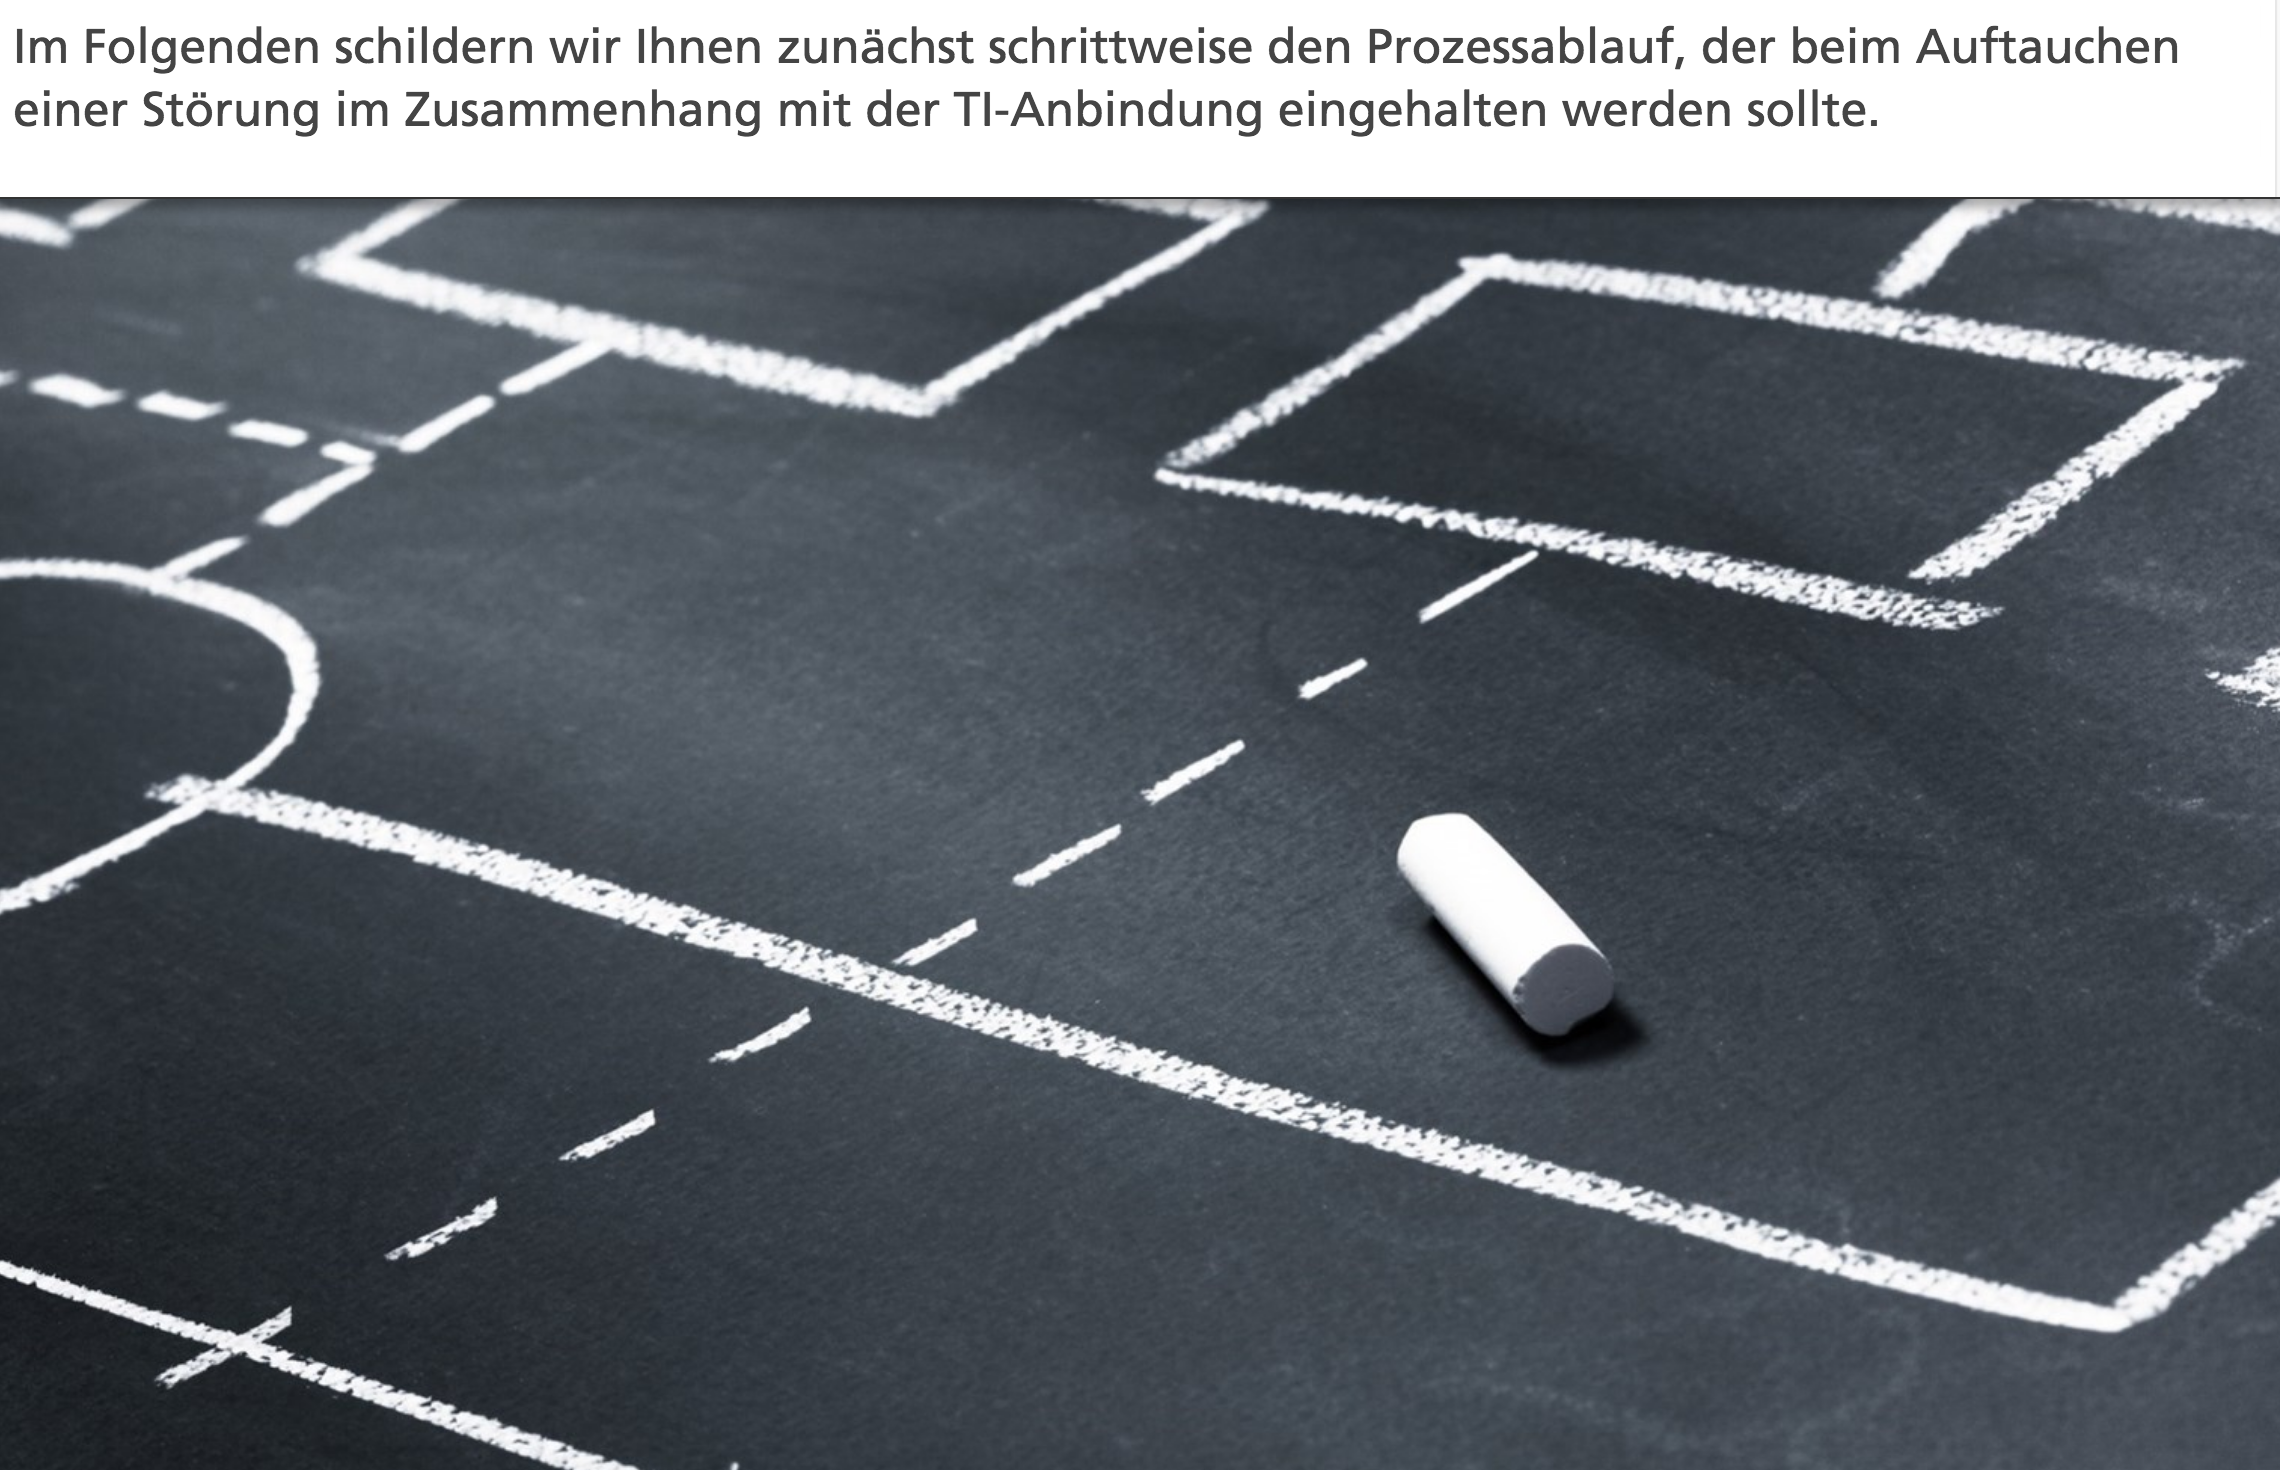 Im Folgenden schildern wir Ihnen zunächst schrittweise den Prozessablauf, der beim Auftauchen
einer Störung im Zusammenhang mit der TI-Anbindung eingehalten werden sollte.